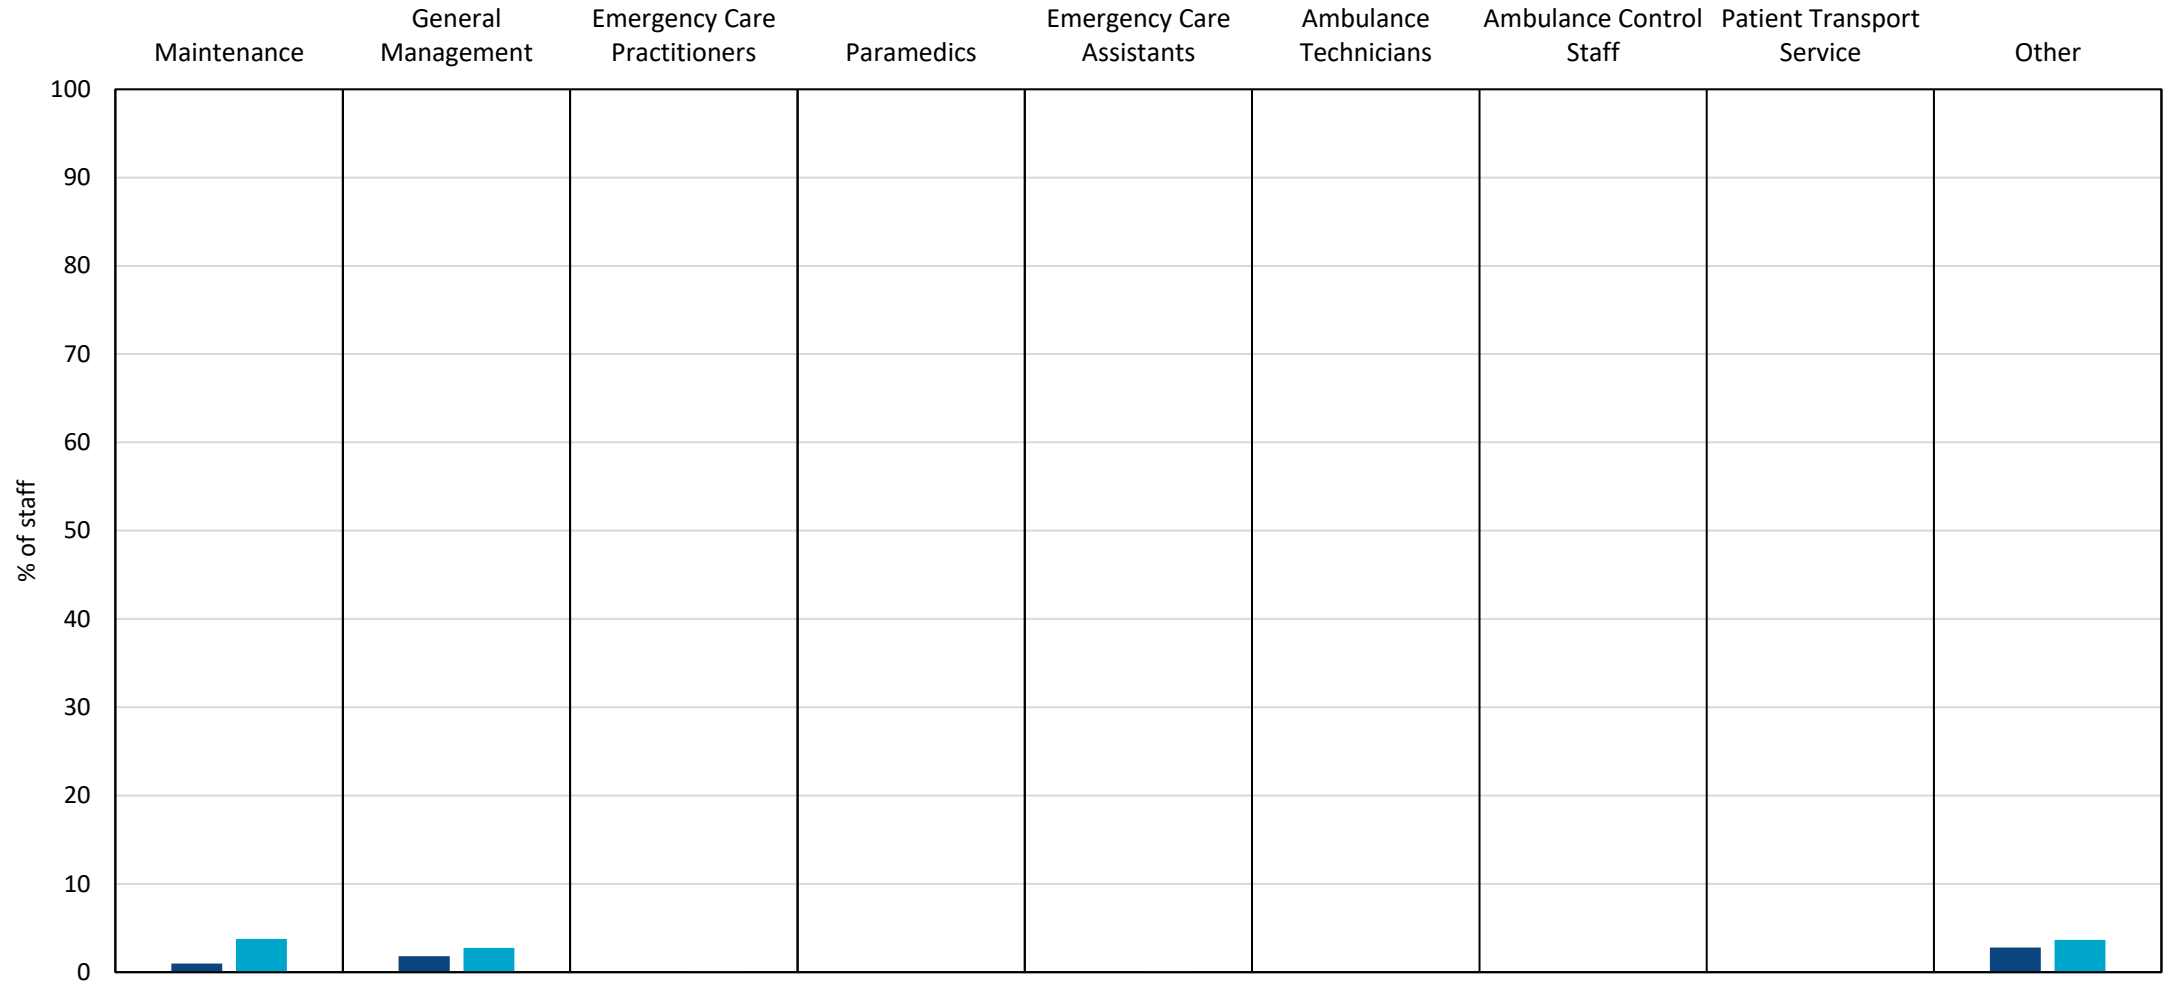 Maintenance
General
Management
Emergency Care
Practitioners
Paramedics
Emergency Care
Assistants
Ambulance
Technicians
Ambulance Control
Staff
Patient Transport
Service
Other
100
90
80
70
60
50
40
30
20
10
0
% of staff